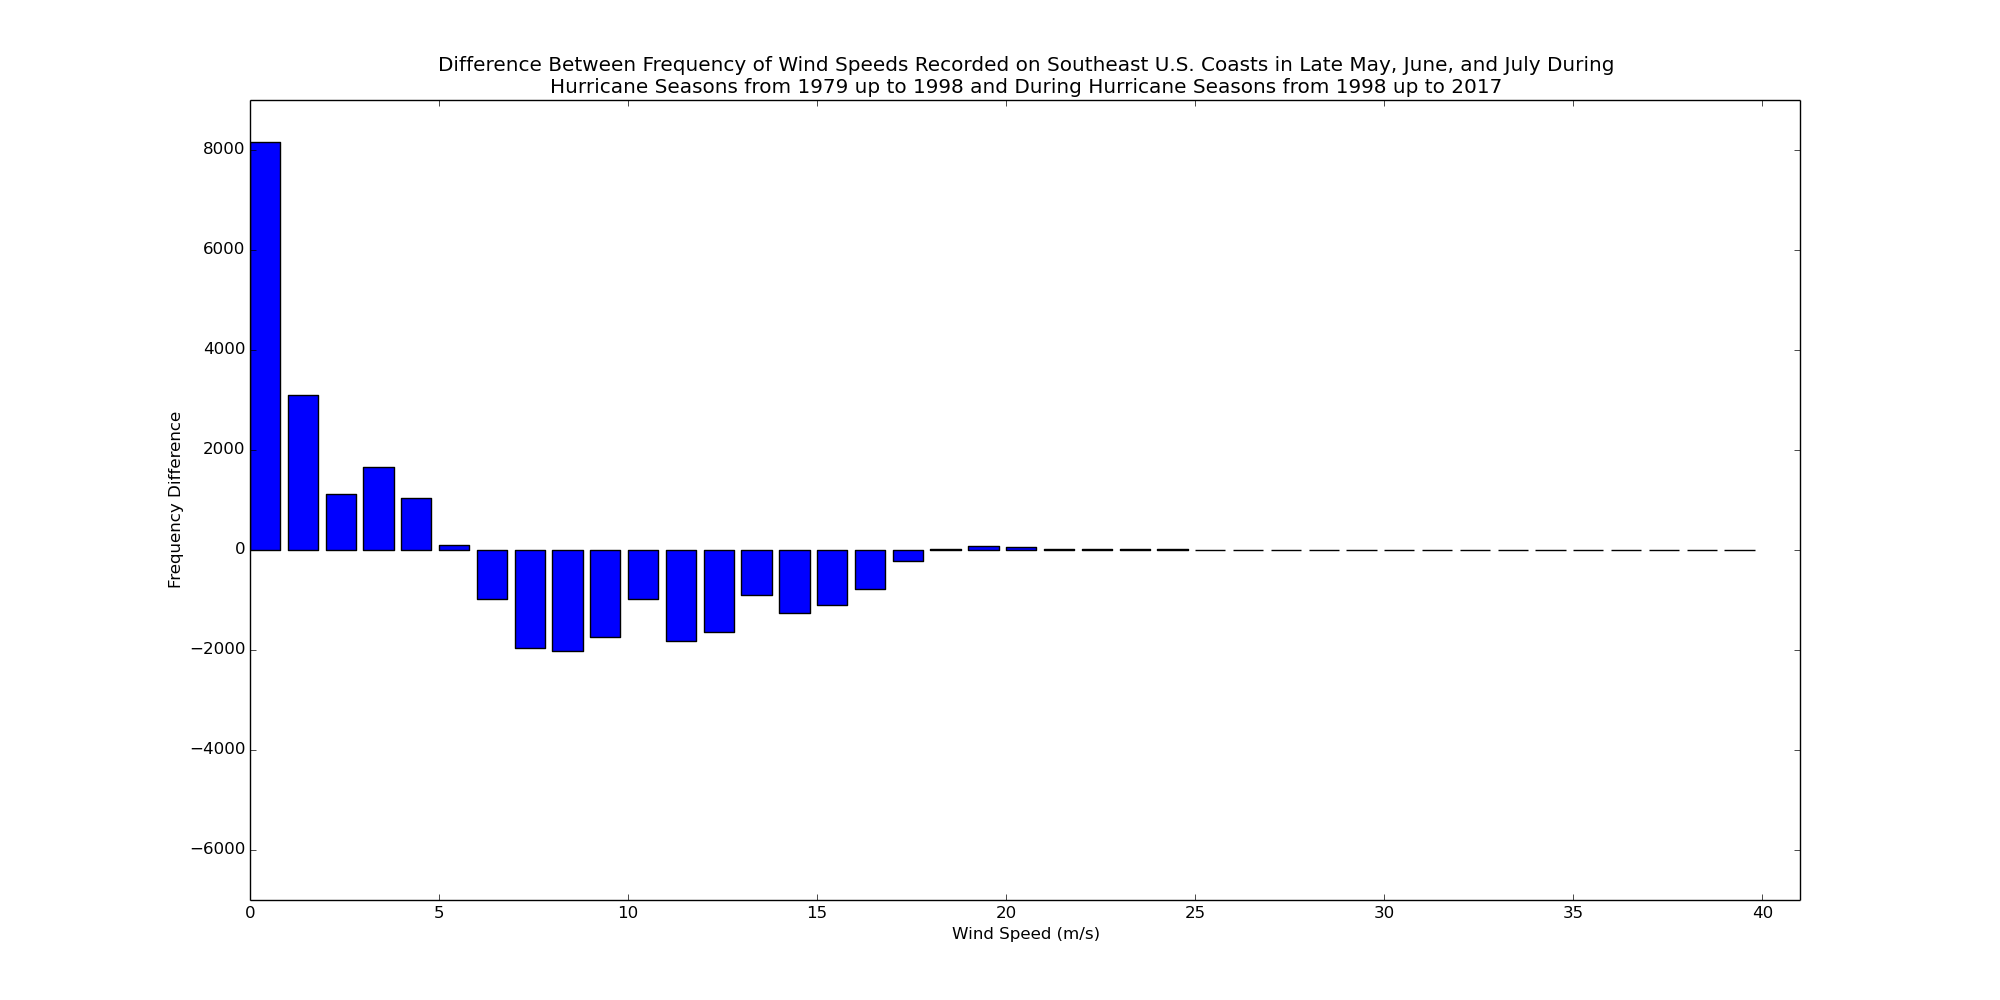 Difference Between Frequency of Wind Speeds Recorded on Southeast U.S. Coasts in Late May, June, and July During
Hurricane Seasons from 1979 up to 1998 and During Hurricane Seasons from 1998 up to 2017
8000
6000
4000
2000
0
−2000
−4000
−6000
Frequency Difference
0 5 10 15 20 25 30 35 40
Wind Speed (m/s)